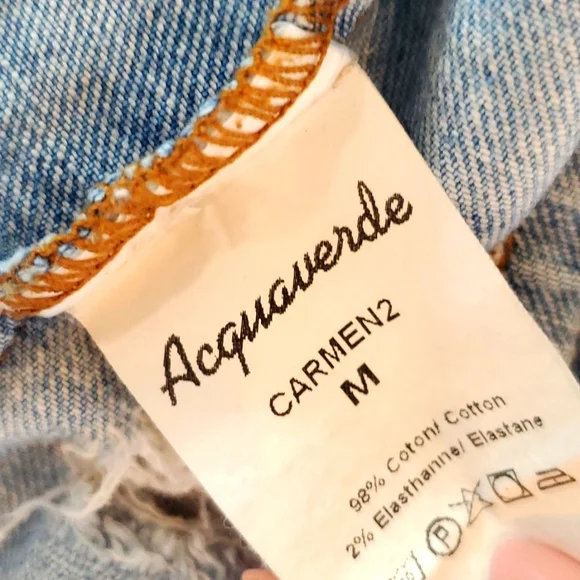 Acquaverde
CARMEN2
M
98% Coton/ Cotton
2% Elasthanne/ Elastane
P